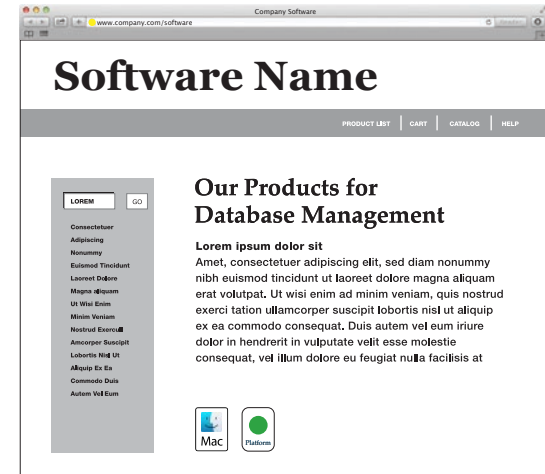 Company Software
www.company.com/software
Reader
Software Name
PRODUCT LIST
CART
CATALOG
HELP
LOREM
GO
Consectetuer
Adipiscing
Nonummy
Euismod Tincidunt
Laoreet Dolore
Magna aliquam
Ut Wisi Enim
Minim Veniam
Nostrud Exercull
Amcorper Suscipit
Lobortis Nisl Ut
Aliquip Ex Ea
Commodo Duis
Autem Vel Eum
Our Products for
Database Management
Lorem ipsum dolor sit
Amet, consectetuer adipiscing elit, sed diam nonummy
nibh euismod tincidunt ut laoreet dolore magna aliquam
erat volutpat. Ut wisi enim ad minim veniam, quis nostrud
exerci tation ullamcorper suscipit lobortis nisl ut aliquip
ex ea commodo consequat. Duis autem vel eum iriure
dolor in hendrerit in vulputate velit esse molestie
consequat, vel illum dolore eu feugiat nulla facilisis at
Mac
Platform